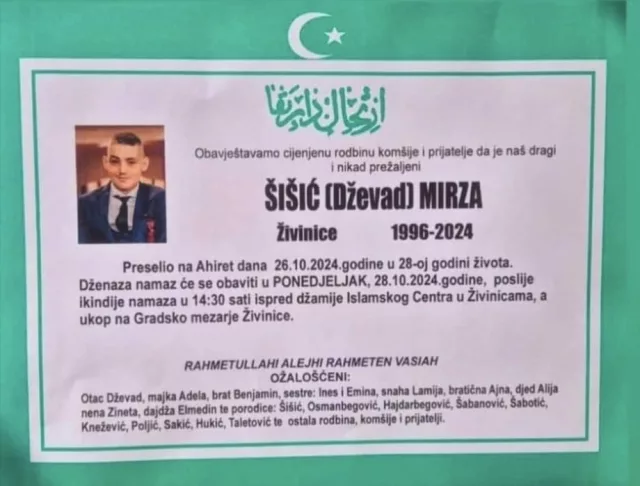 Obavještavamo cijenjenu rodbinu komšije i prijatelje da je naš dragi
i nikad prežaljeni
ŠIŠIĆ (Dževad) MIRZA
Živinice 1996-2024
Preselio na Ahiret dana 26.10.2024.godine u 28-oj godini života.
Dženaza namaz će se obaviti u PONEDJELJAK, 28.10.2024.godine, poslije
ikindije namaza u 14:30 sati ispred džamije Islamskog Centra u Živinicama, a
ukop na Gradsko mezarje Živinice.
RAHMETULLAHI ALEJHI RAHMETEN VASIAH
OŽALOŠĆENI:
Otac Dževad, majka Adela, brat Benjamin, sestre: Ines i Emina, snaha Lamija, bratična Ajna, djed Alija
nena Zineta, dajdža Elmedin te porodice: Šišić, Osmanbegović, Hajdarbegović, Šabanović, Šabotić,
Knežević, Poljić, Sakić, Hukić, Taletović te ostala rodbina, komšije i prijatelji.